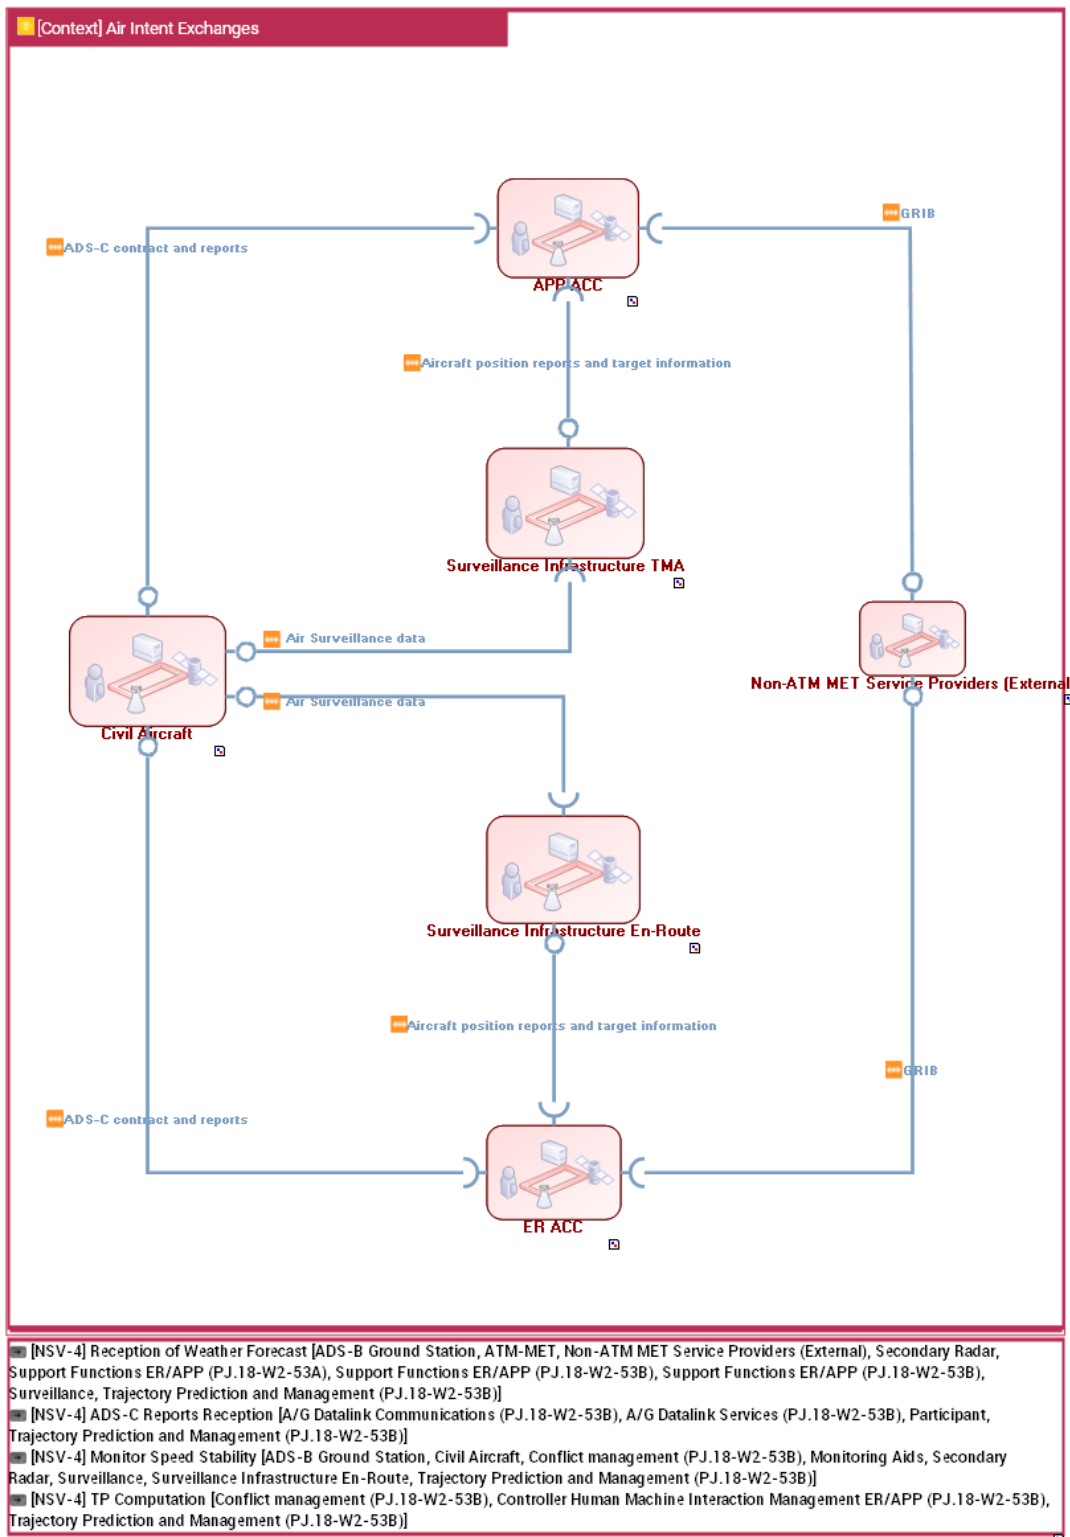 [Context] Air Intent Exchanges
GRIB
ADS-C contract and reports
APP ACC
Aircraft position reports and target information
Surveillance Infrastructure TMA
Air Surveillance data
Non-ATM MET Service Providers (External
Air Surveillance data
Civil Aircraft
Surveillance Infrastructure En-Route
Aircraft position reports and target information
GRIB
ADS-C contract and reports
ER ACC
[NSV-4] Reception of Weather Forecast [ADS-B Ground Station, ATM-MET, Non-ATM MET Service Providers (External), Secondary Radar,
Support Functions ER/APP (PJ.18-W2-53A), Support Functions ER/APP (PJ.18-W2-53B), Support Functions ER/APP (PJ.18-W2-53B),
Surveillance, Trajectory Prediction and Management (PJ.18-W2-53B)]
[NSV-4] ADS-C Reports Reception [A/G Datalink Communications (PJ.18-W2-53B), A/G Datalink Services (PJ.18-W2-53B), Participant,
Trajectory Prediction and Management (PJ.18-W2-53B)]
[NSV-4] Monitor Speed Stability [ADS-B Ground Station, Civil Aircraft, Conflict management (PJ.18-W2-53B), Monitoring Aids, Secondary
Radar, Surveillance, Surveillance Infrastructure En-Route, Trajectory Prediction and Management (PJ.18-W2-53B)]
[NSV-4] TP Computation [Conflict management (PJ.18-W2-53B), Controller Human Machine Interaction Management ER/APP (PJ.18-W2-53B),
Trajectory Prediction and Management (PJ.18-W2-53B)]